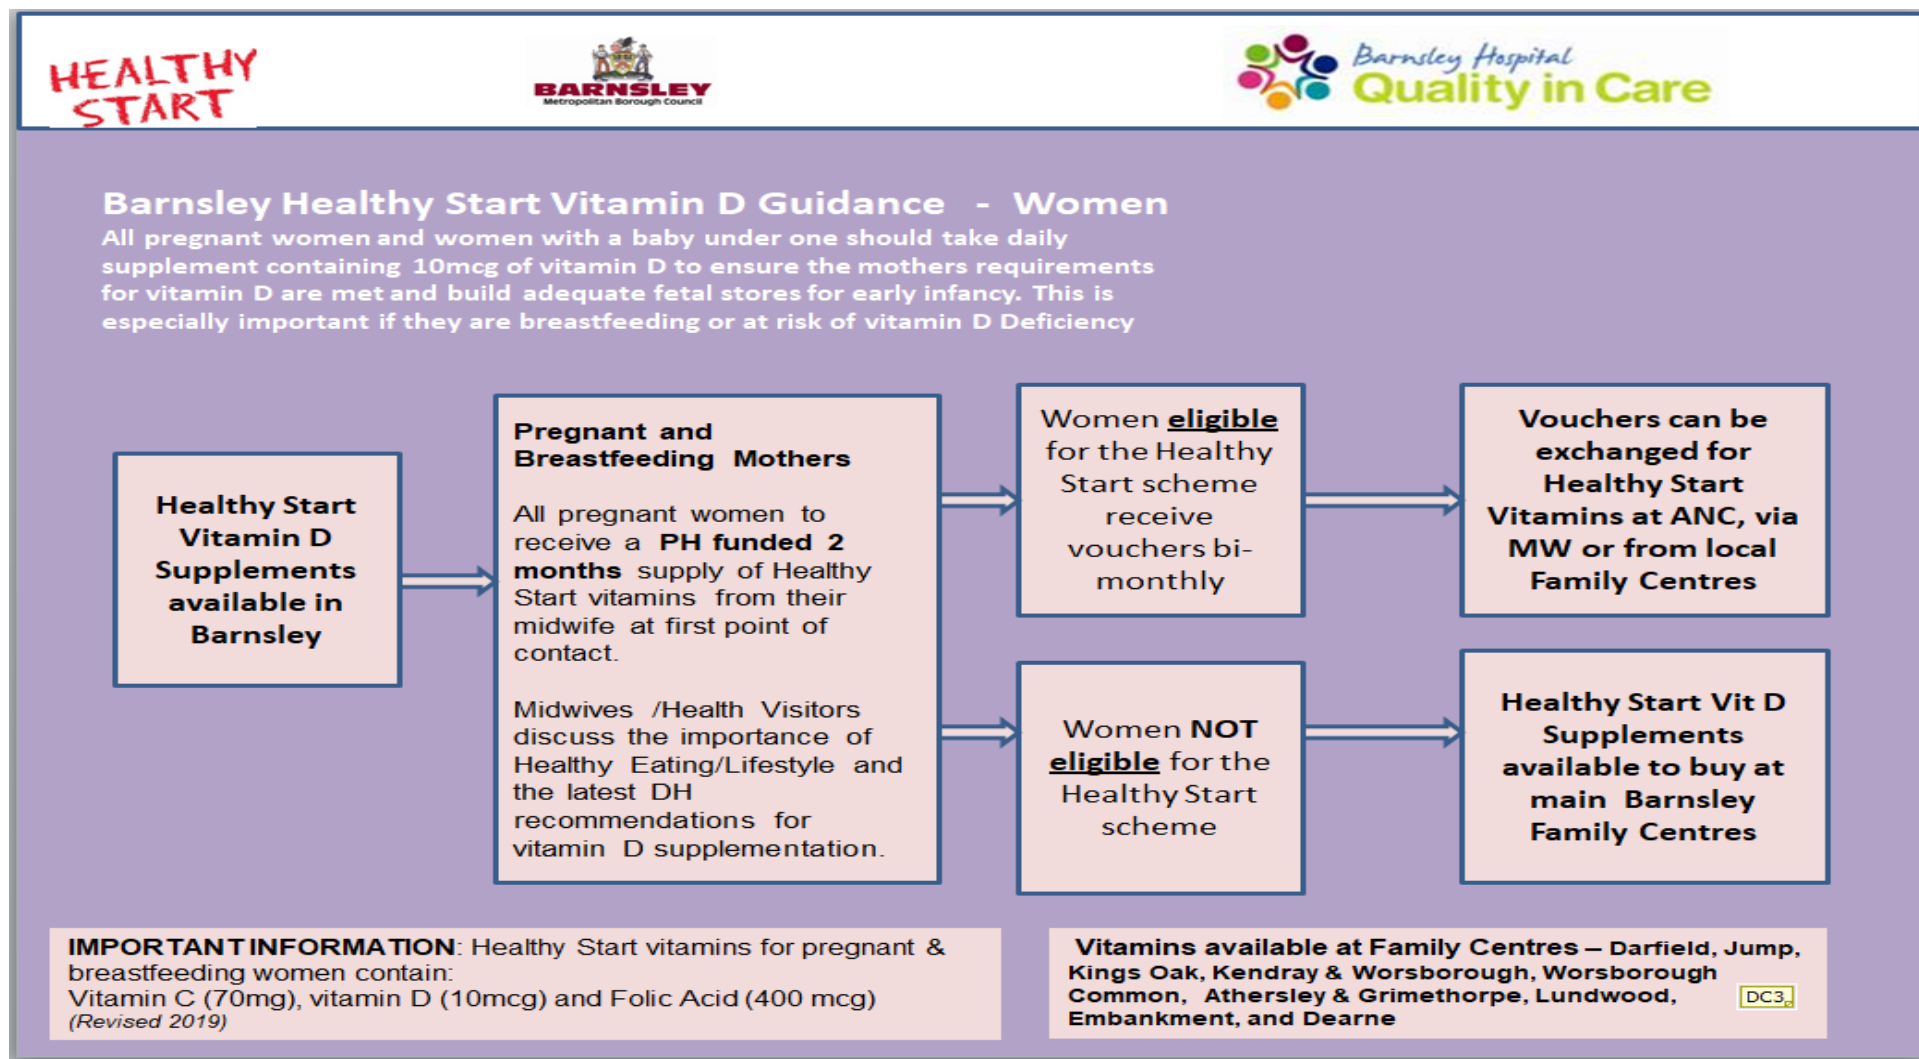 HEALTHY
START
BARNSLEY
Metropolitan Borough Council
Barnsley Hospital
Quality in Care
Barnsley Healthy Start Vitamin D Guidance - Women
All pregnant women and women with a baby under one should take daily
supplement containing 10mcg of vitamin D to ensure the mothers requirements
for vitamin D are met and build adequate fetal stores for early infancy. This is
especially important if they are breastfeeding or at risk of vitamin D Deficiency
Healthy Start
Vitamin D
Supplements
available in
Barnsley
Pregnant and
Breastfeeding Mothers
All pregnant women to
receive a PH funded 2
months supply of Healthy
Start vitamins from their
midwife at first point of
contact.
Midwives /Health Visitors
discuss the importance of
Healthy Eating/Lifestyle and
the latest DH
recommendations for
vitamin D supplementation.
Women eligible
for the Healthy
Start scheme
receive
vouchers bi-
monthly
Vouchers can be
exchanged for
Healthy Start
Vitamins at ANC, via
MW or from local
Family Centres
Women NOT
eligible for the
Healthy Start
scheme
Healthy Start Vit D
Supplements
available to buy at
main Barnsley
Family Centres
IMPORTANT INFORMATION: Healthy Start vitamins for pregnant &
breastfeeding women contain:
Vitamin C (70mg), vitamin D (10mcg) and Folic Acid (400 mcg)
(Revised 2019)
Vitamins available at Family Centres – Darfield, Jump,
Kings Oak, Kendray & Worsborough, Worsborough
Common, Athersley & Grimethorpe, Lundwood,
Embankment, and Dearne
DC3